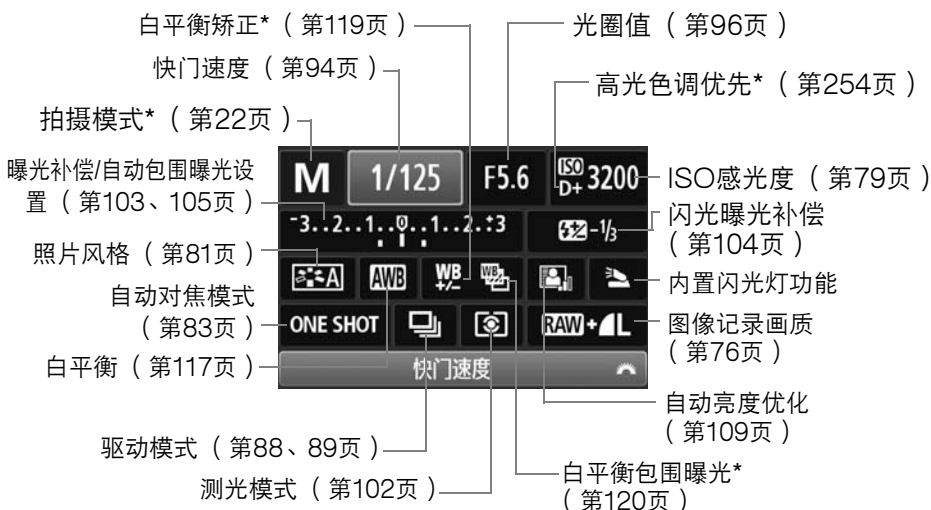 白平衡矫正*（第119页）
光圈值（第96页）
快门速度（第94页）
高光色调优先*（第254页）
拍摄模式*（第22页）
曝光补偿/自动包围曝光设
置（第103、105页）
M 1/125 F5.6 ISO D+ 3200
ISO感光度（第79页）
闪光曝光补偿
（第104页）
-3..2..1..0..1..2.+3 -1/3
照片风格（第81页）
A AWB WB +/- WB
内置闪光灯功能
自动对焦模式
（第83页）
ONE SHOT RAW+L
图像记录画质
（第76页）
白平衡（第117页）
快门速度
自动亮度优化
（第109页）
驱动模式（第88、89页）
测光模式（第102页）
白平衡包围曝光*
（第120页）